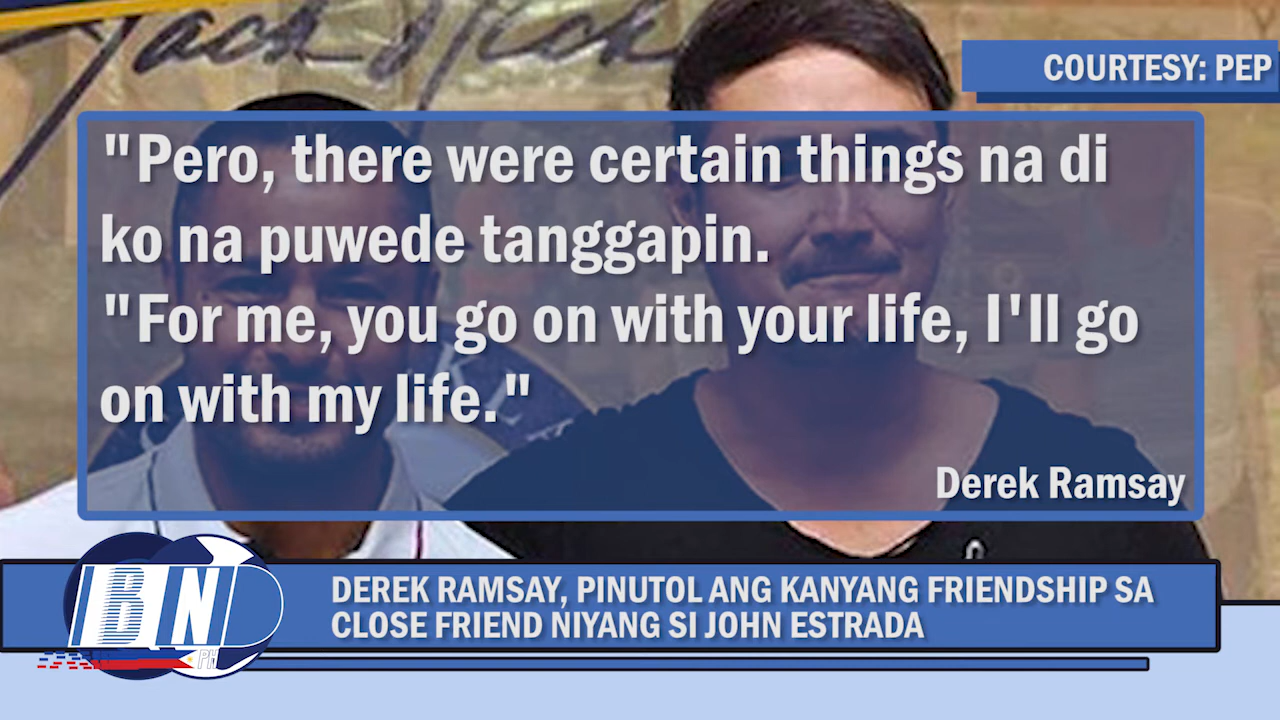 COURTESY: PEP
"Pero, there were certain things na di
ko na puwede tanggapin.
"For me, you go on with your life, I'll go
on with my life."
Derek Ramsay
DEREK RAMSAY, PINUTOL ANG KANYANG FRIENDSHIP SA
CLOSE FRIEND NIYANG SI JOHN ESTRADA
BN
PH